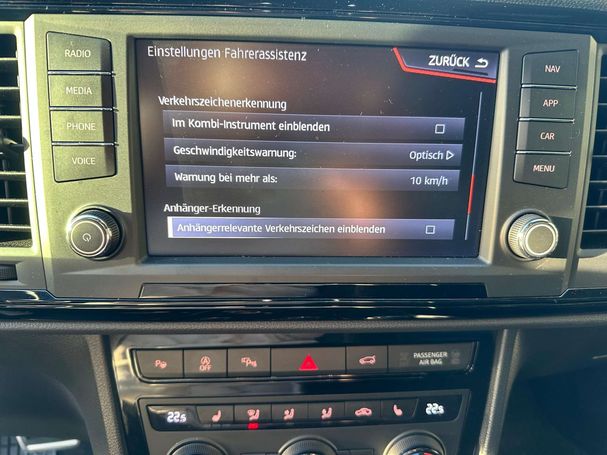 Einstellungen Fahrerassistenz
ZURÜCK
RADIO
MEDIA
PHONE
VOICE
Verkehrszeichenerkennung
Im Kombi-Instrument einblenden
Geschwindigkeitswarnung: Optisch
Warnung bei mehr als: 10 km/h
Anhänger-Erkennung
Anhängerrelevante Verkehrszeichen einblenden
NAV
APP
CAR
MENU
P
A
OFF
P
PASSENGER
AIR BAG
22.5
22.5